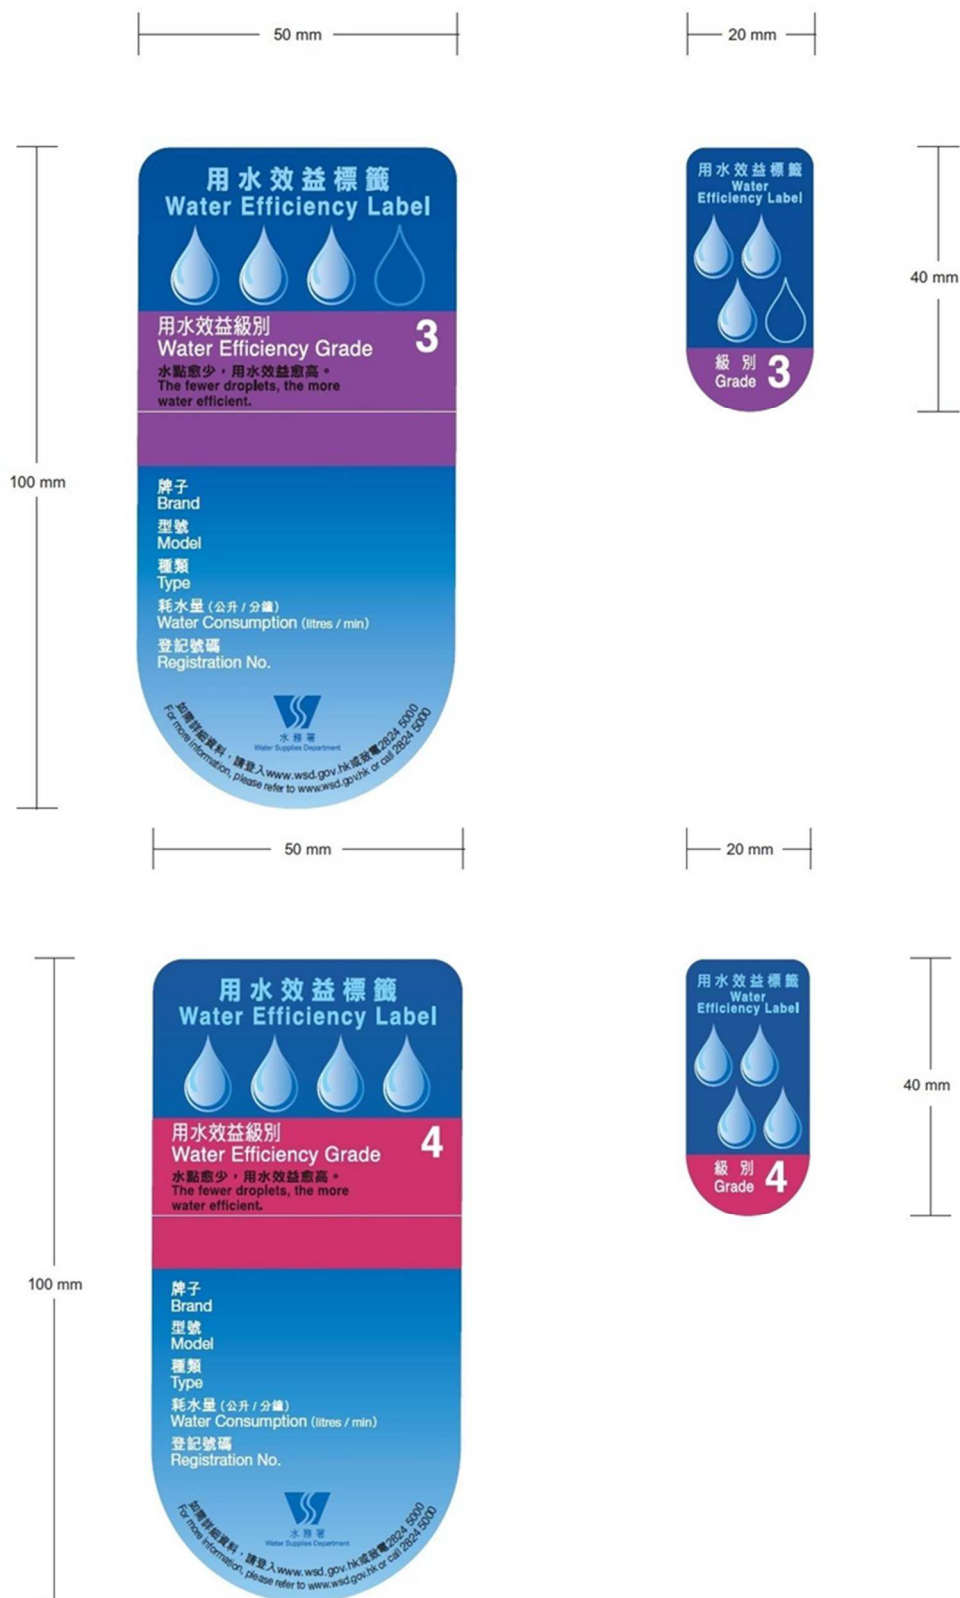 50 mm
20 mm
用水效益標籤
Water Efficiency Label
用水效益級別
Water Efficiency Grade
3
水點愈少，用水效益愈高。
The fewer droplets, the more
water efficient.
牌子
Brand
型號
Model
種類
Type
耗水量 (公升 / 分鐘)
Water Consumption (litres / min)
登記號碼
Registration No.
水務署
Water Supplies Department
如需詳細資料，請登入www.wsd.gov.hk或致電2824 5000
For more information, please refer to www.wsd.gov.hk or call 2824 5000
100 mm
用水效益標籤
Water
Efficiency Label
級別
Grade
3
40 mm
50 mm
20 mm
用水效益標籤
Water Efficiency Label
用水效益級別
Water Efficiency Grade
4
水點愈少，用水效益愈高。
The fewer droplets, the more
water efficient.
牌子
Brand
型號
Model
種類
Type
耗水量 (公升 / 分鐘)
Water Consumption (litres / min)
登記號碼
Registration No.
水務署
Water Supplies Department
如需詳細資料，請登入www.wsd.gov.hk或致電2824 5000
For more information, please refer to www.wsd.gov.hk or call 2824 5000
100 mm
用水效益標籤
Water
Efficiency Label
級別
Grade
4
40 mm